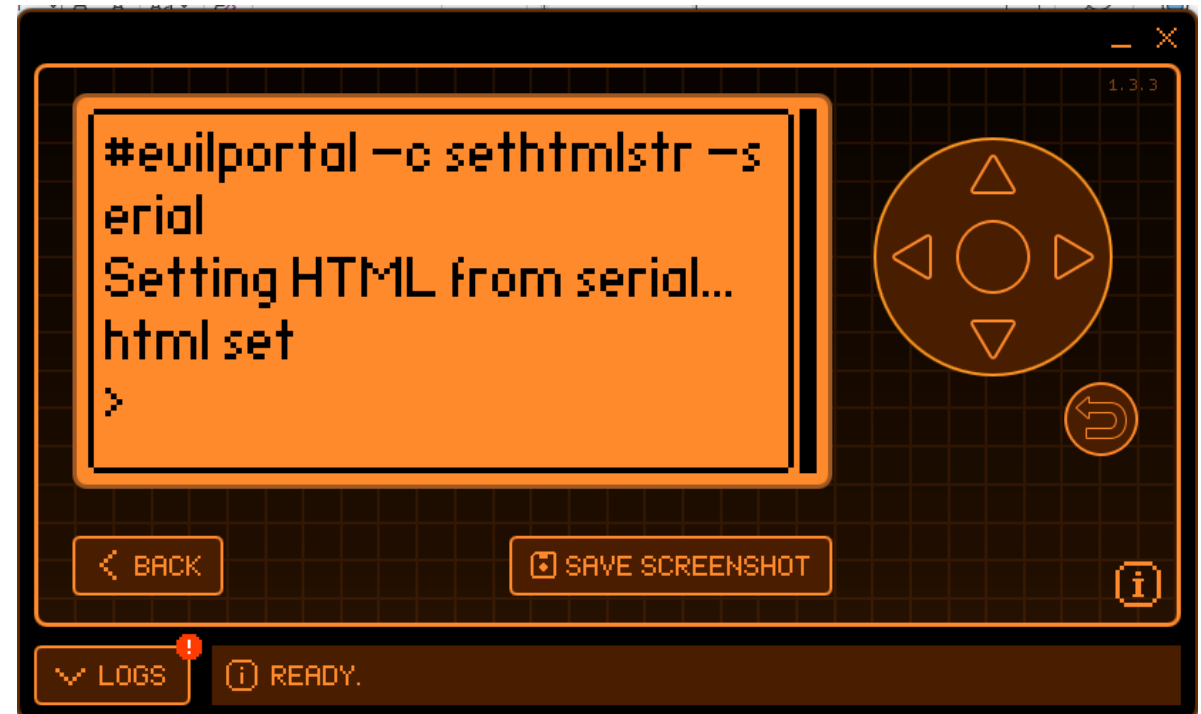 1.3.3
#evilportal -c sethtmlstr -s
erial
Setting HTML from serial...
html set
>
BACK
SAVE SCREENSHOT
i
! 
LOGS
i READY.